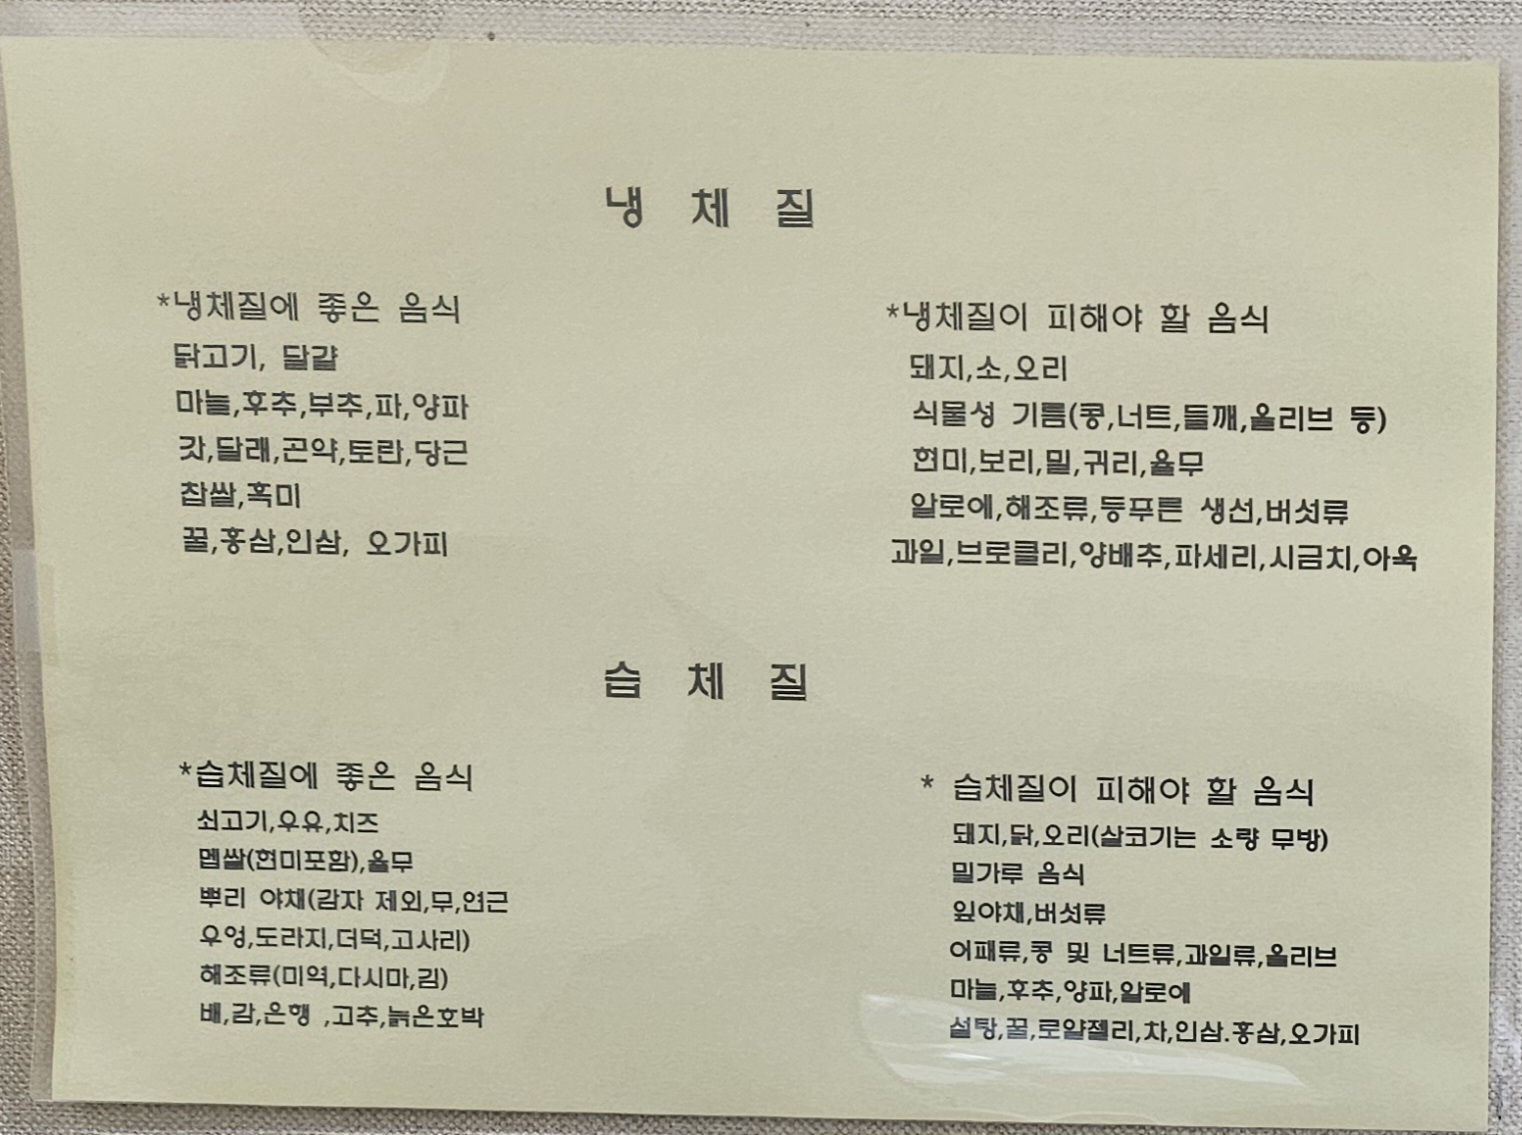 냉 체 질
*냉체질에 좋은 음식
닭고기, 달걀
마늘,후추,부추,파,양파
갓,달래,곤약,토란,당근
찹쌀,흑미
꿀,홍삼,인삼, 오가피
*냉체질이 피해야 할 음식
돼지,소,오리
식물성 기름(콩,너트,들깨,올리브 등)
현미,보리,밀,귀리,율무
알로에,해조류,등푸른 생선,버섯류
과일,브로클리,양배추,파세리,시금치,아욱
습 체 질
*습체질에 좋은 음식
쇠고기,우유,치즈
멥쌀(현미포함),율무
뿌리 야채(감자 제외,무,연근
우엉,도라지,더덕,고사리)
해조류(미역,다시마,김)
배,감,은행 ,고추,늙은호박
* 습체질이 피해야 할 음식
돼지,닭,오리(살코기는 소량 무방)
밀가루 음식
잎야채,버섯류
어패류,콩 및 너트류,과일류,올리브
마늘,후추,양파,알로에
설탕,꿀,로얄젤리,차,인삼.홍삼,오가피